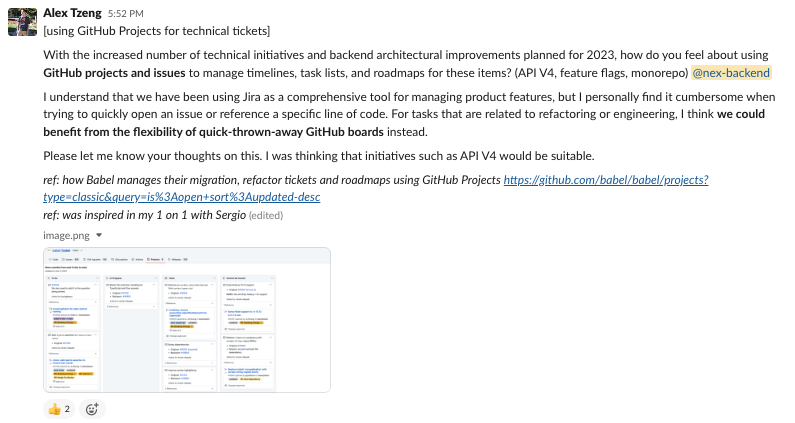 Alex Tzeng 5:52 PM
[using GitHub Projects for technical tickets]
With the increased number of technical initiatives and backend architectural improvements planned for 2023, how do you feel about using
GitHub projects and issues to manage timelines, task lists, and roadmaps for these items? (API V4, feature flags, monorepo) @nex-backend
I understand that we have been using Jira as a comprehensive tool for managing product features, but I personally find it cumbersome when
trying to quickly open an issue or reference a specific line of code. For tasks that are related to refactoring or engineering, I think we could
benefit from the flexibility of quick-thrown-away GitHub boards instead.
Please let me know your thoughts on this. I was thinking that initiatives such as API V4 would be suitable.
ref: how Babel manages their migration, refactor tickets and roadmaps using GitHub Projects https://github.com/babel/babel/projects?
type=classic&query=is%3Aopen+sort%3Aupdated-desc
ref: was inspired in my 1 on 1 with Sergio (edited)
image.png
2